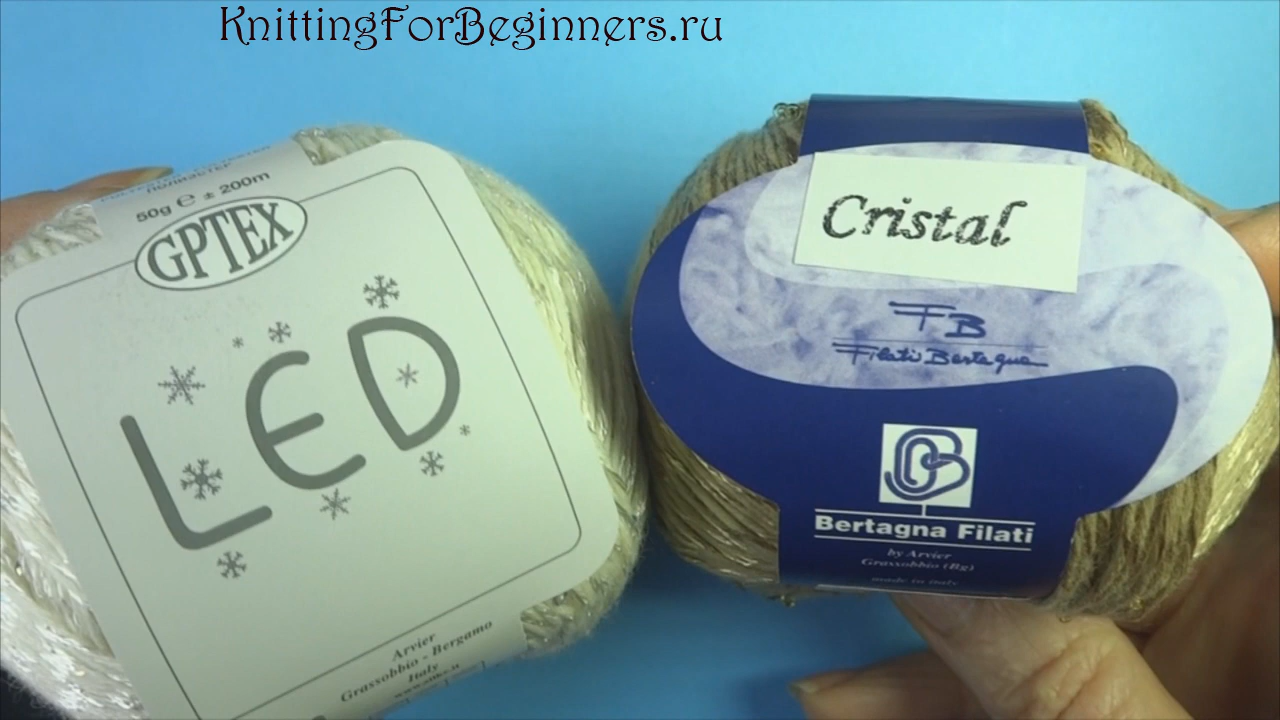 KnittingForBeginners.ru
50g ℮ ± 200m
GPTEX
LED
Arvier
Grassobbio - Bergamo
Italy
Cristal
FB
Filati Bertagna
Bertagna Filati
by Arvier
Grassobbio (Bg)
made in Italy